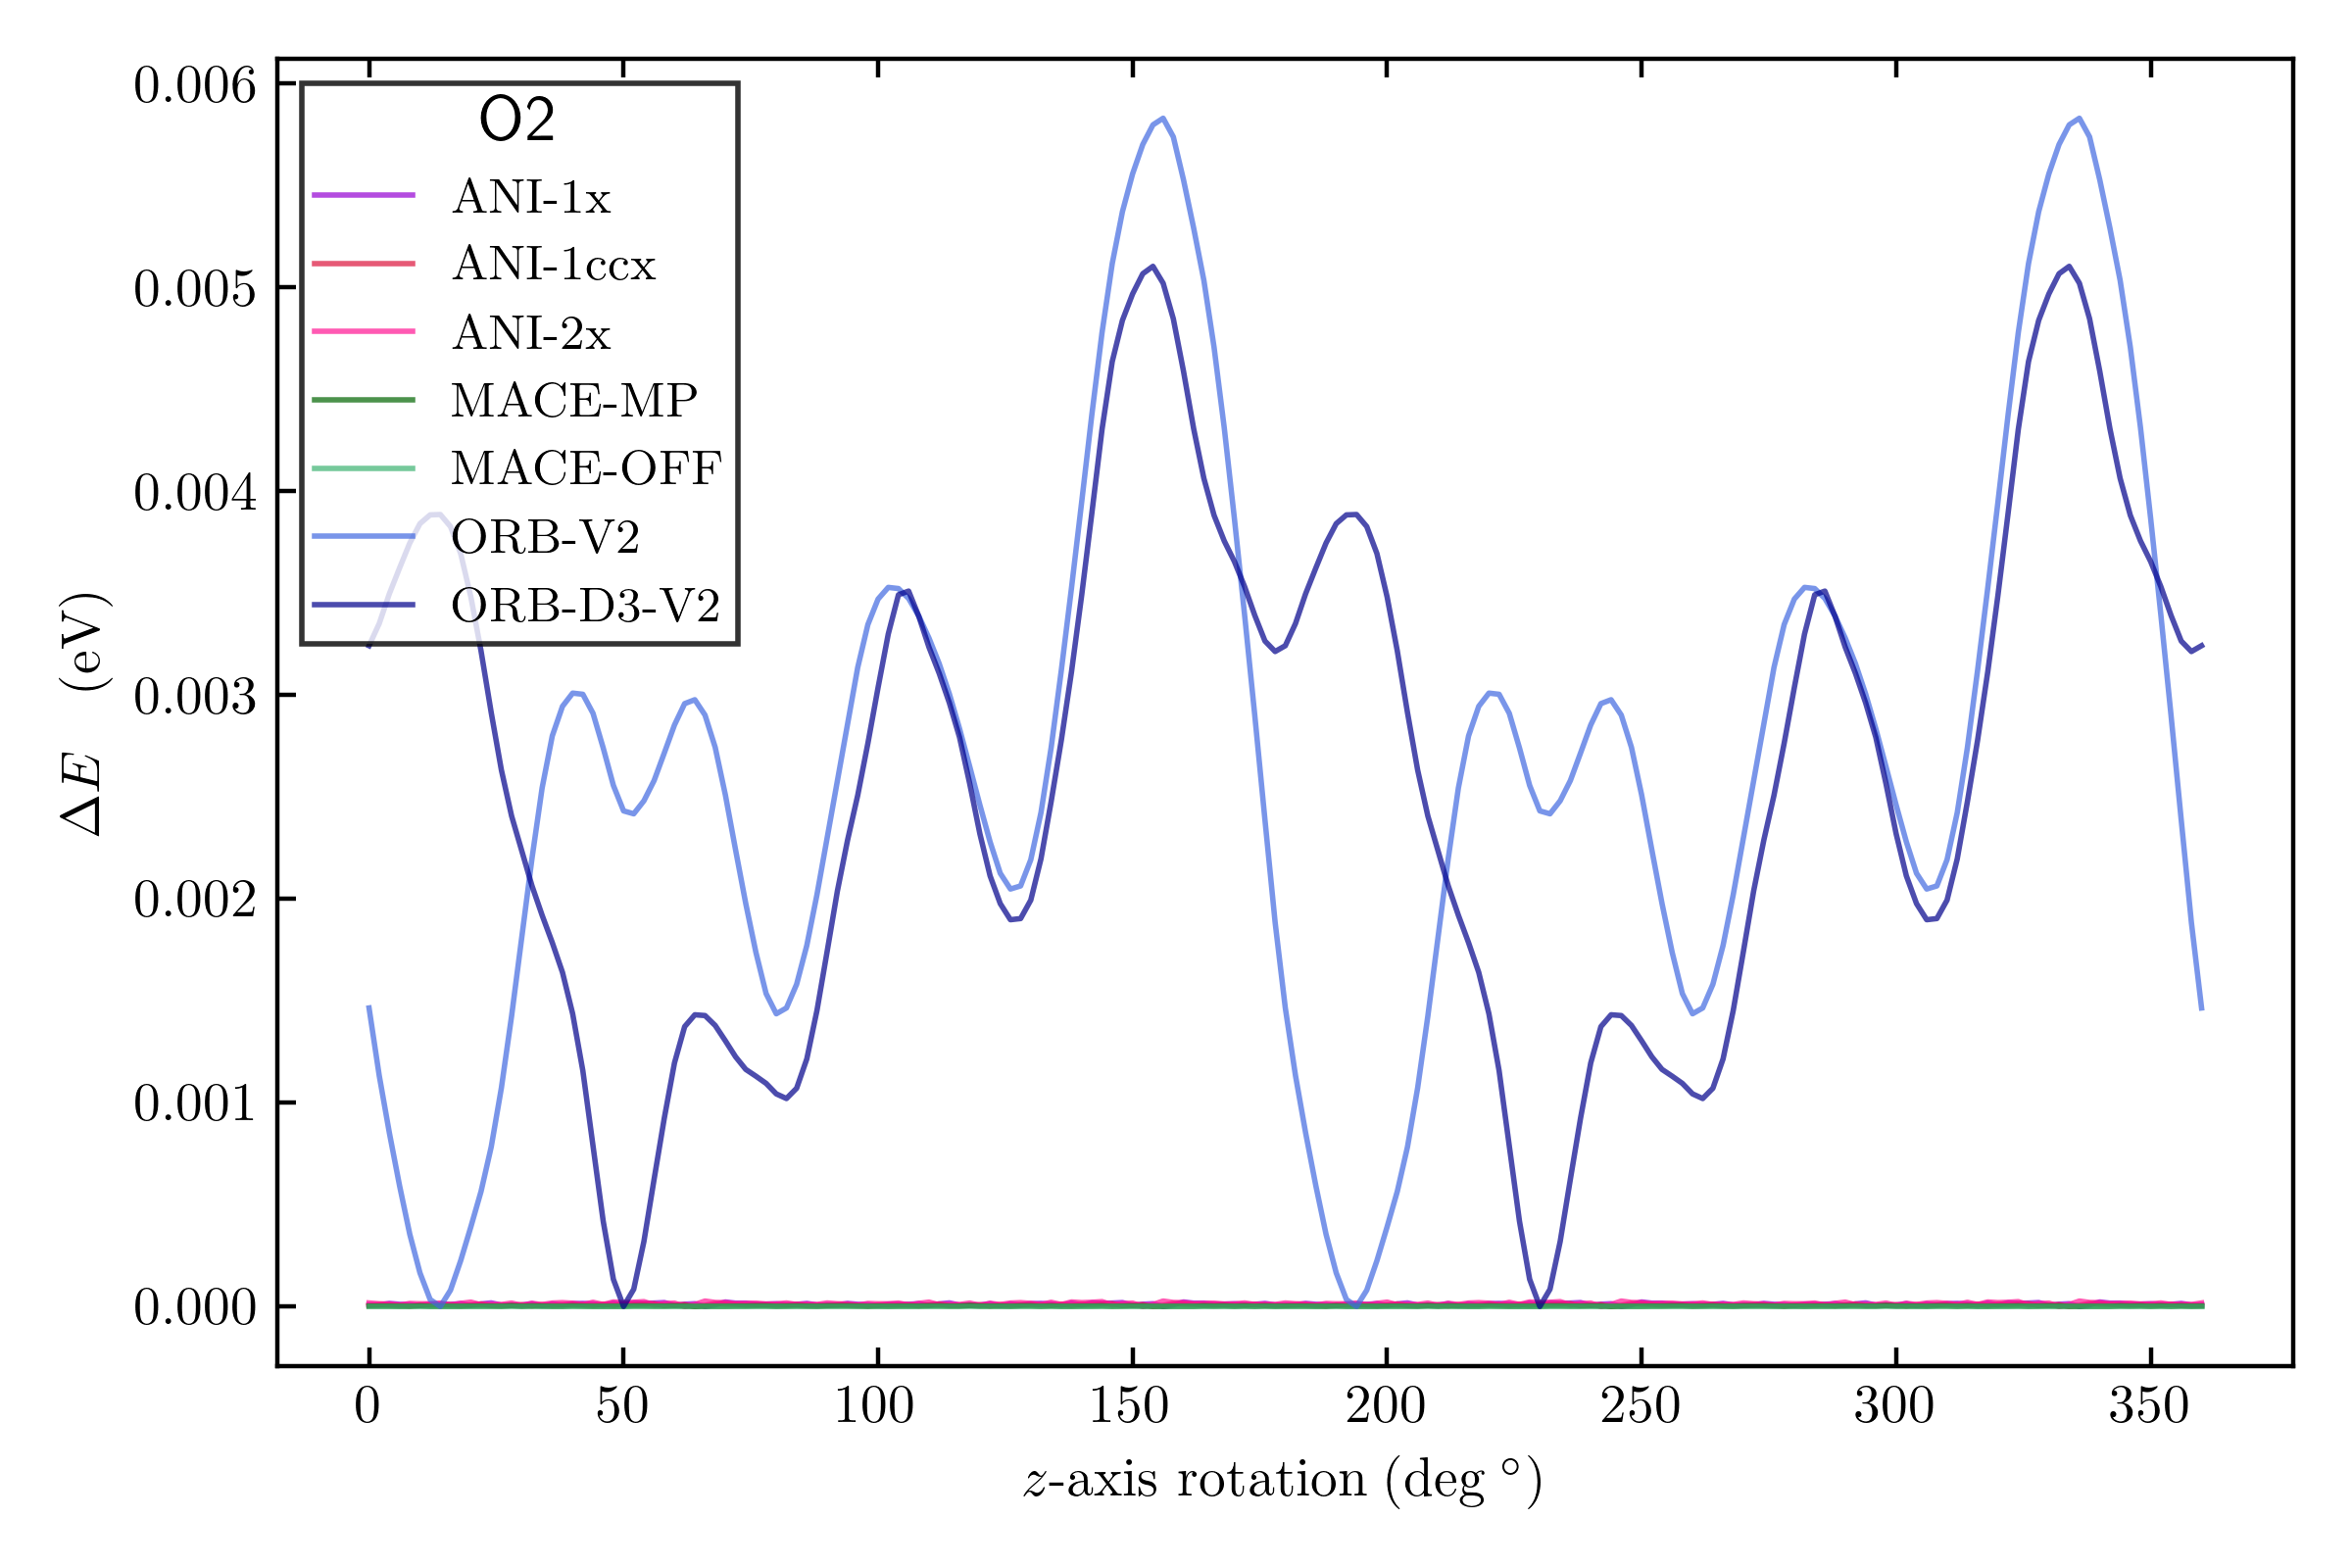 0.006
0.005
0.004
0.003
0.002
0.001
0.000
ΔE (eV)
O2
ANI-1x
ANI-1ccx
ANI-2x
MACE-MP
MACE-OFF
ORB-V2
ORB-D3-V2
0 50 100 150 200 250 300 350
z-axis rotation (deg °)